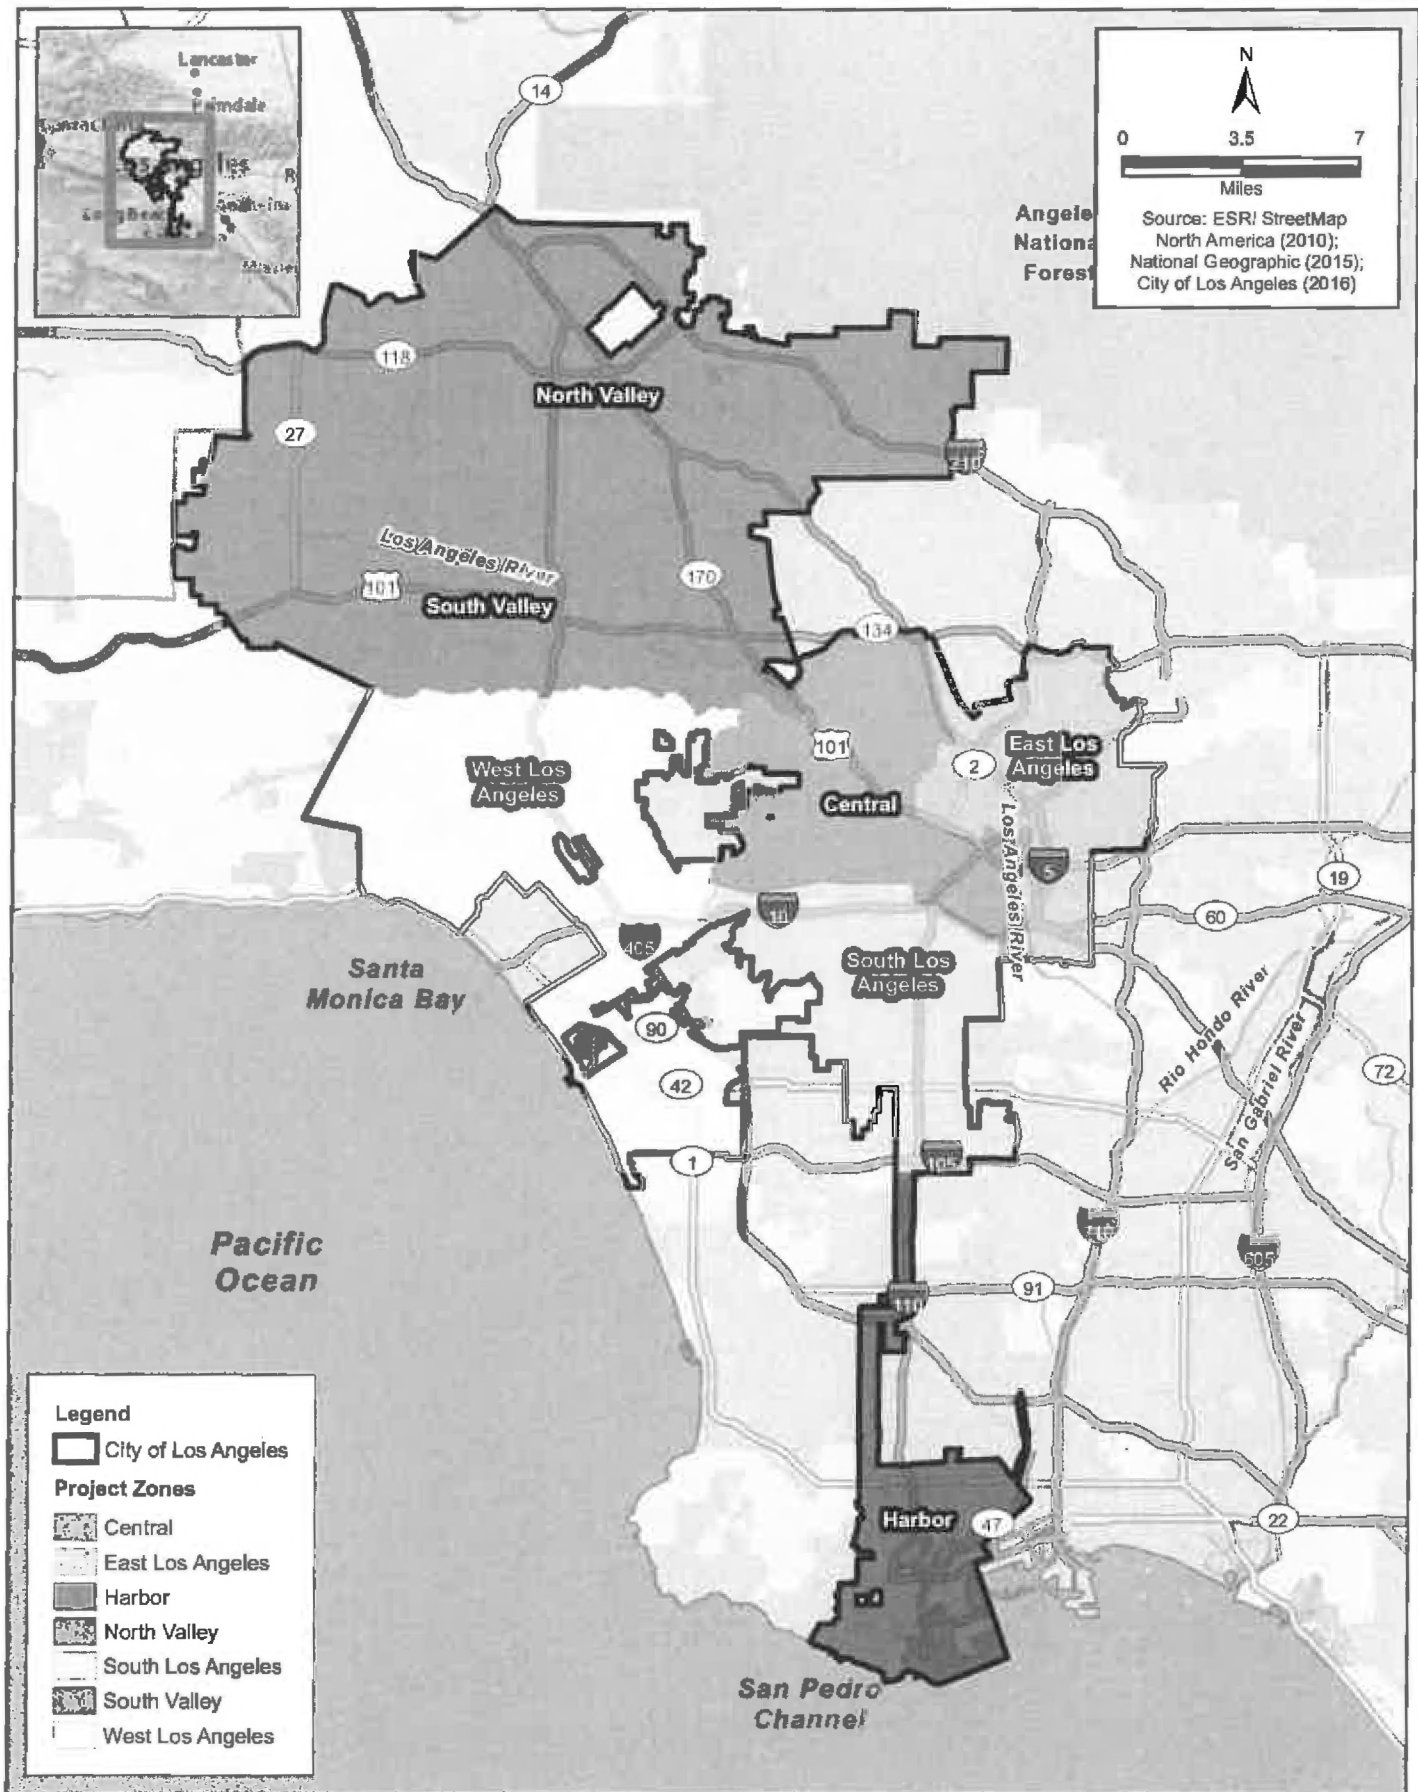 Lancaster
14
N
0 3.5 7
Miles
Source: ESRI StreetMap
North America (2010);
National Geographic (2015);
City of Los Angeles (2016)
Angele
Nationa
Forest
118
North Valley
27
210
Los Angeles River
101
170
South Valley
134
101
2
East Los
Angeles
West Los
Angeles
Central
Los Angeles River
5
19
10
60
405
South Los
Angeles
Santa
Monica Bay
90
Rio Hondo River
San Gabriel River
42
72
1
105
Pacific
Ocean
605
110
91
Legend
City of Los Angeles
Project Zones
Central
East Los Angeles
Harbor
North Valley
South Los Angeles
South Valley
West Los Angeles
Harbor
47
22
San Pedro
Channel